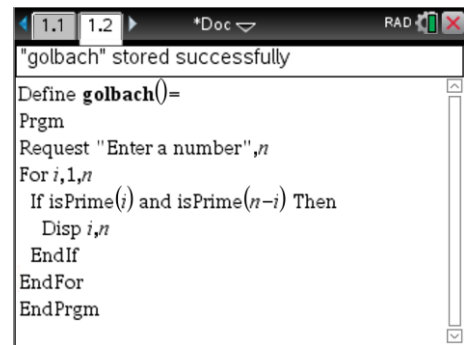 1.1 1.2 *Doc RAD
"golbach" stored successfully
Define golbach()=
Prgm
Request "Enter a number",n
For i,1,n
If isPrime(i) and isPrime(n−i) Then
Disp i,n
EndIf
EndFor
EndPrgm